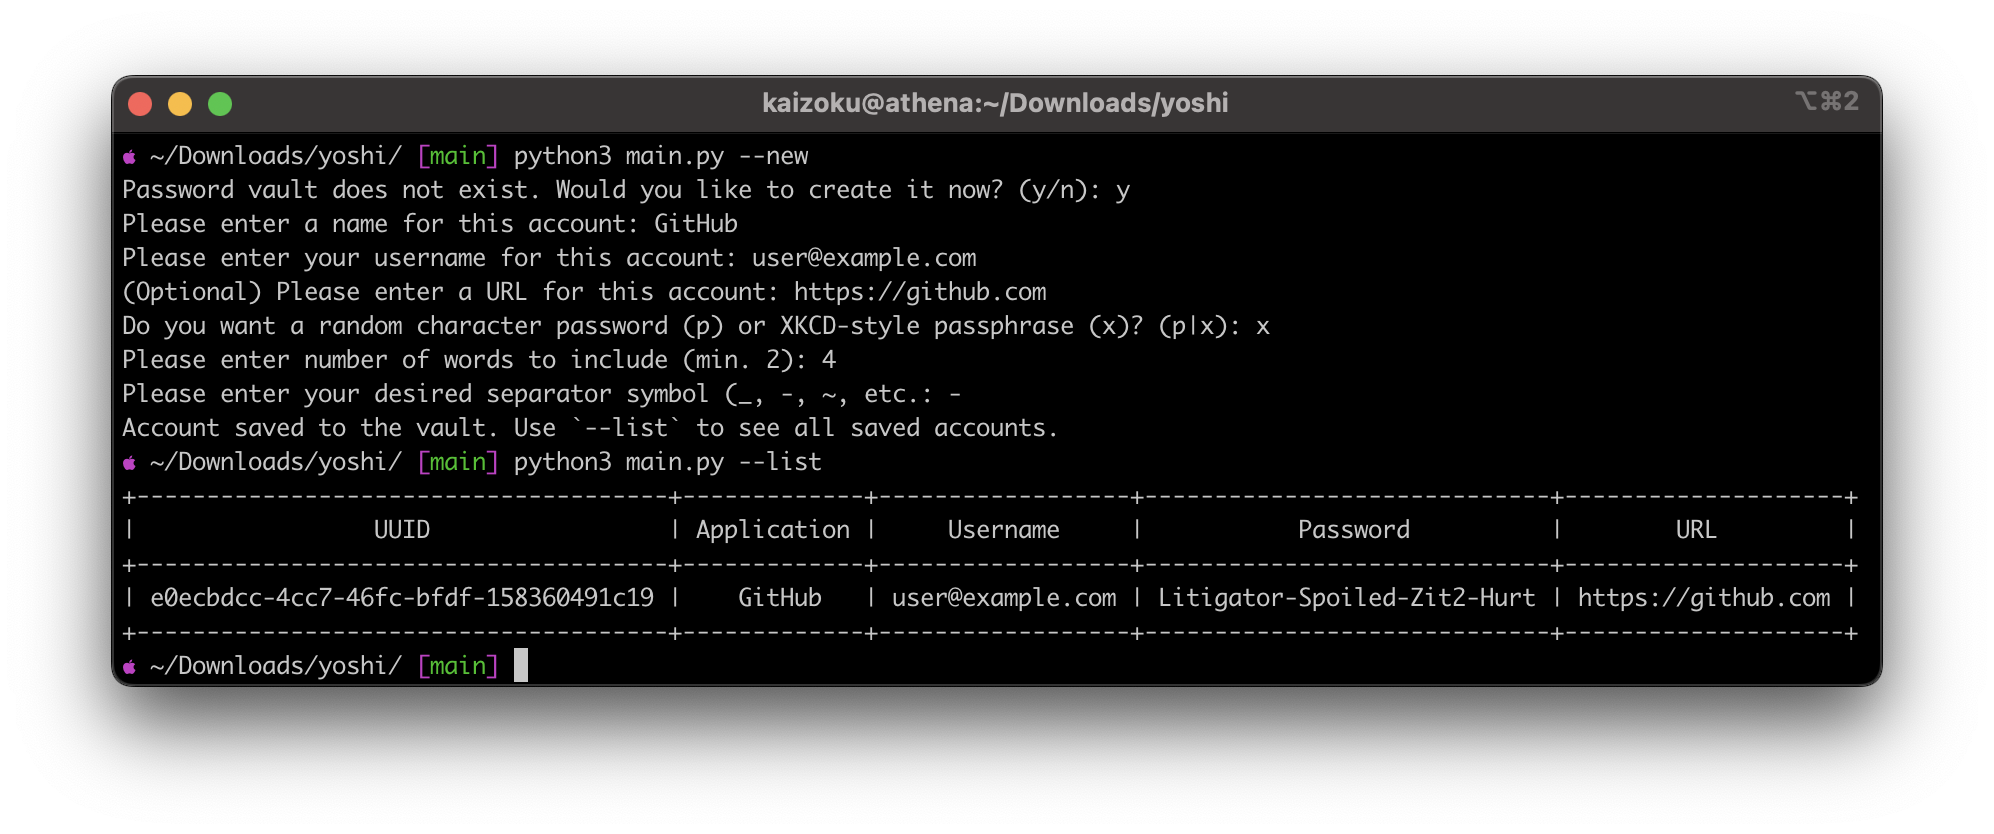 kaizoku@athena:~/Downloads/yoshi ⌥⌘2
~/Downloads/yoshi/ [main] python3 main.py --new
Password vault does not exist. Would you like to create it now? (y/n): y
Please enter a name for this account: GitHub
Please enter your username for this account: user@example.com
(Optional) Please enter a URL for this account: https://github.com
Do you want a random character password (p) or XKCD-style passphrase (x)? (p|x): x
Please enter number of words to include (min. 2): 4
Please enter your desired separator symbol (_, -, ~, etc.: -
Account saved to the vault. Use `--list` to see all saved accounts.
~/Downloads/yoshi/ [main] python3 main.py --list
+--------------------------------------+-------------+------------------+-----------------------------+--------------------+
|                 UUID                 | Application |     Username     |          Password           |        URL         |
+--------------------------------------+-------------+------------------+-----------------------------+--------------------+
| e0ecbdcc-4cc7-46fc-bfdf-158360491c19 |    GitHub   | user@example.com | Litigator-Spoiled-Zit2-Hurt | https://github.com |
+--------------------------------------+-------------+------------------+-----------------------------+--------------------+
~/Downloads/yoshi/ [main]